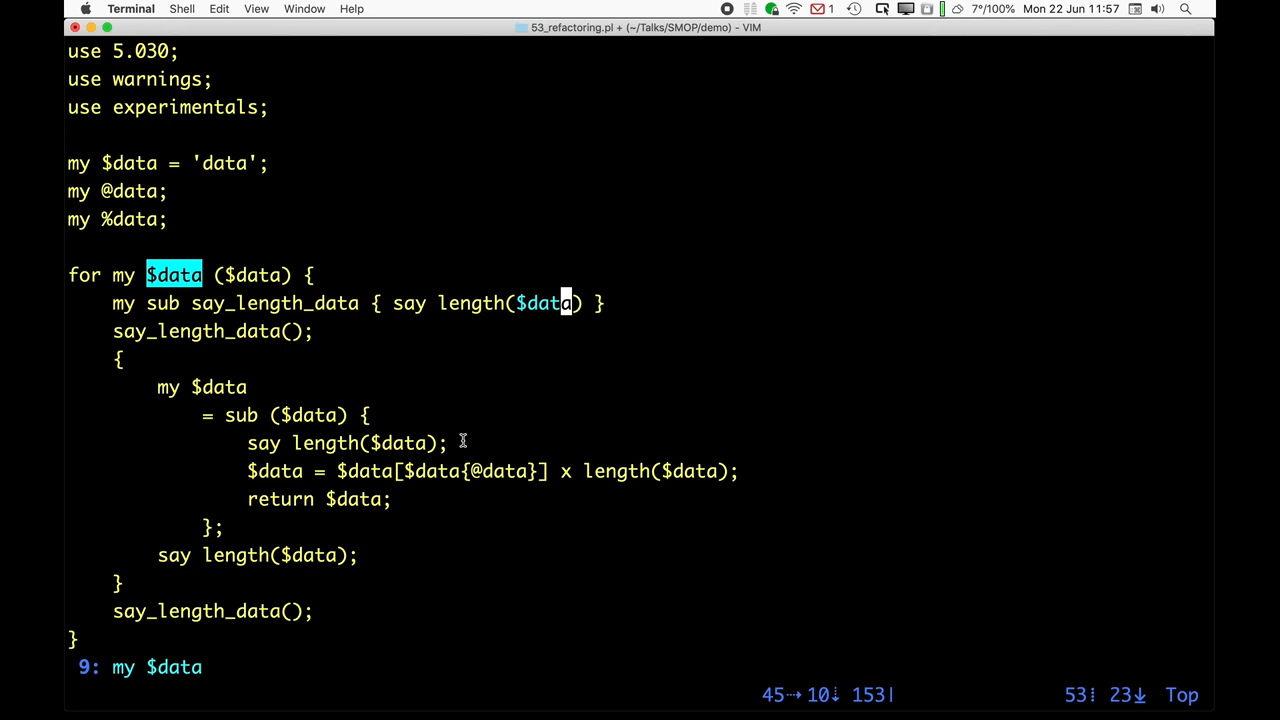 Terminal Shell Edit View Window Help 1 7°/100% Mon 22 Jun 11:57
53_refactoring.pl + (~/Talks/SMOP/demo) - VIM
use 5.030;
use warnings;
use experimentals;
my $data = 'data';
my @data;
my %data;
for my $data ($data) {
    my sub say_length_data { say length($data) }
    say_length_data();
    {
        my $data
            = sub ($data) {
                say length($data);
                $data = $data[$data{@data}] x length($data);
                return $data;
            };
        say length($data);
    }
    say_length_data();
}
9: my $data
45⇢ 10⇣ 153| 53⁞ 23↓ Top